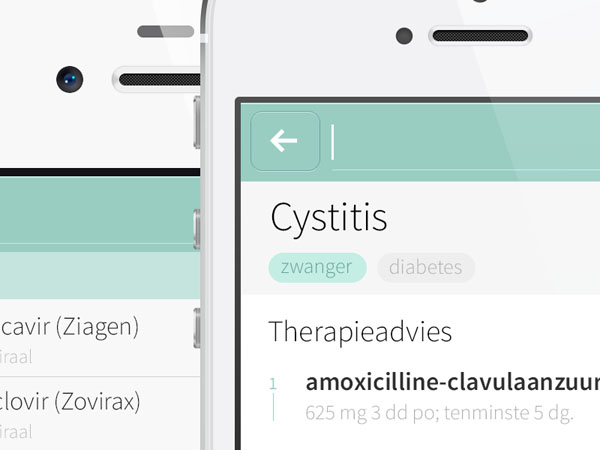 cavir (Ziagen)
iraal
clovir (Zovirax)
iraal
Cystitis
zwanger diabetes
Therapieadvies
1 amoxicilline-clavulaanzuur
625 mg 3 dd po; tenminste 5 dg.